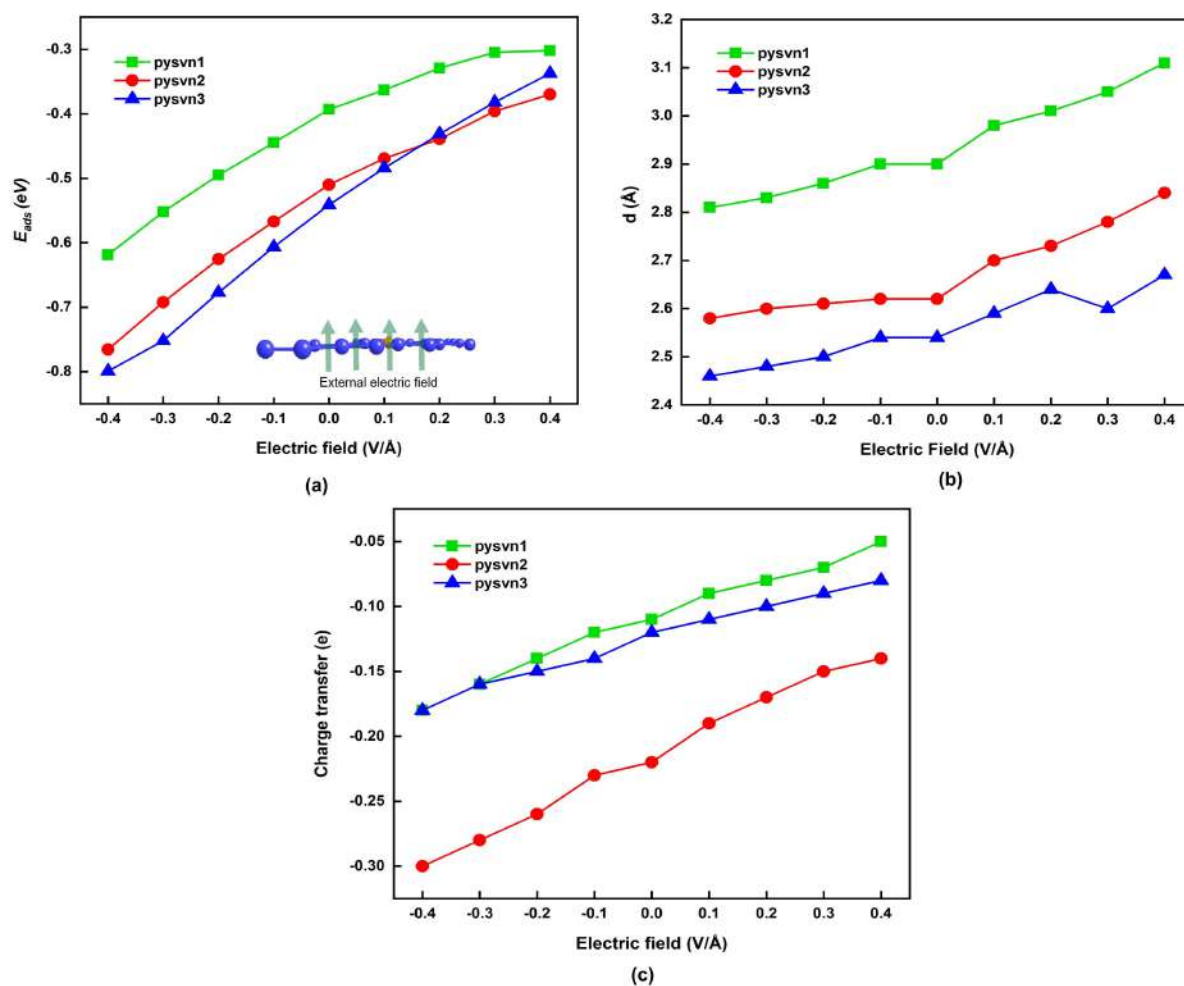 -0.3
-0.4
-0.5
-0.6
-0.7
-0.8
E_ads (eV)
pysvn1
pysvn2
pysvn3
External electric field
-0.4 -0.3 -0.2 -0.1 0.0 0.1 0.2 0.3 0.4
Electric field (V/Å)
(a)
3.2
3.1
3.0
2.9
2.8
2.7
2.6
2.5
2.4
d (Å)
pysvn1
pysvn2
pysvn3
-0.4 -0.3 -0.2 -0.1 0.0 0.1 0.2 0.3 0.4
Electric Field (V/Å)
(b)
-0.05
-0.10
-0.15
-0.20
-0.25
-0.30
Charge transfer (e)
pysvn1
pysvn2
pysvn3
-0.4 -0.3 -0.2 -0.1 0.0 0.1 0.2 0.3 0.4
Electric field (V/Å)
(c)